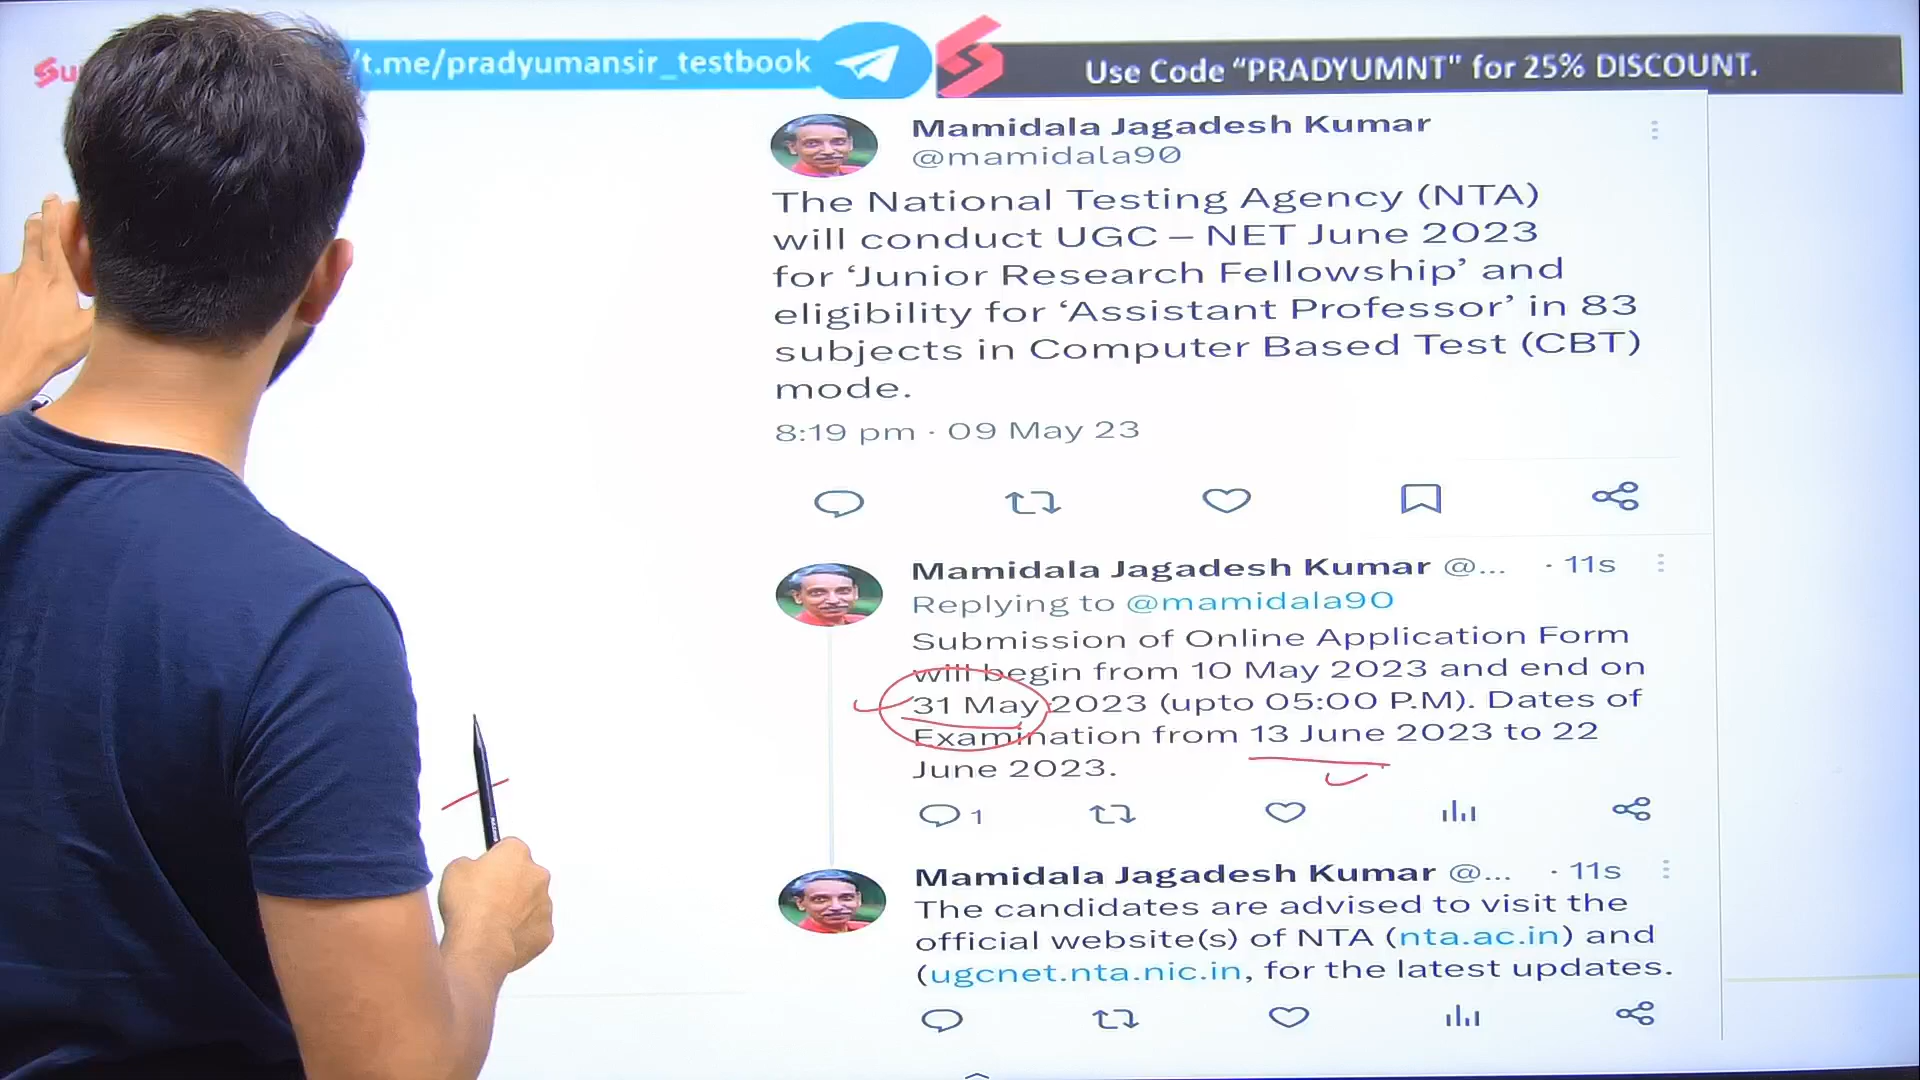 Su
/t.me/pradyumansir_testbook
Use Code “PRADYUMNT" for 25% DISCOUNT.
Mamidala Jagadesh Kumar
@mamidala90
The National Testing Agency (NTA)
will conduct UGC – NET June 2023
for ‘Junior Research Fellowship’ and
eligibility for ‘Assistant Professor’ in 83
subjects in Computer Based Test (CBT)
mode.
8:19 pm · 09 May 23
Mamidala Jagadesh Kumar @... · 11s
Replying to @mamidala90
Submission of Online Application Form
will begin from 10 May 2023 and end on
31 May 2023 (upto 05:00 P.M). Dates of
Examination from 13 June 2023 to 22
June 2023.
1
Mamidala Jagadesh Kumar @... · 11s
The candidates are advised to visit the
official website(s) of NTA (nta.ac.in) and
(ugcnet.nta.nic.in, for the latest updates.